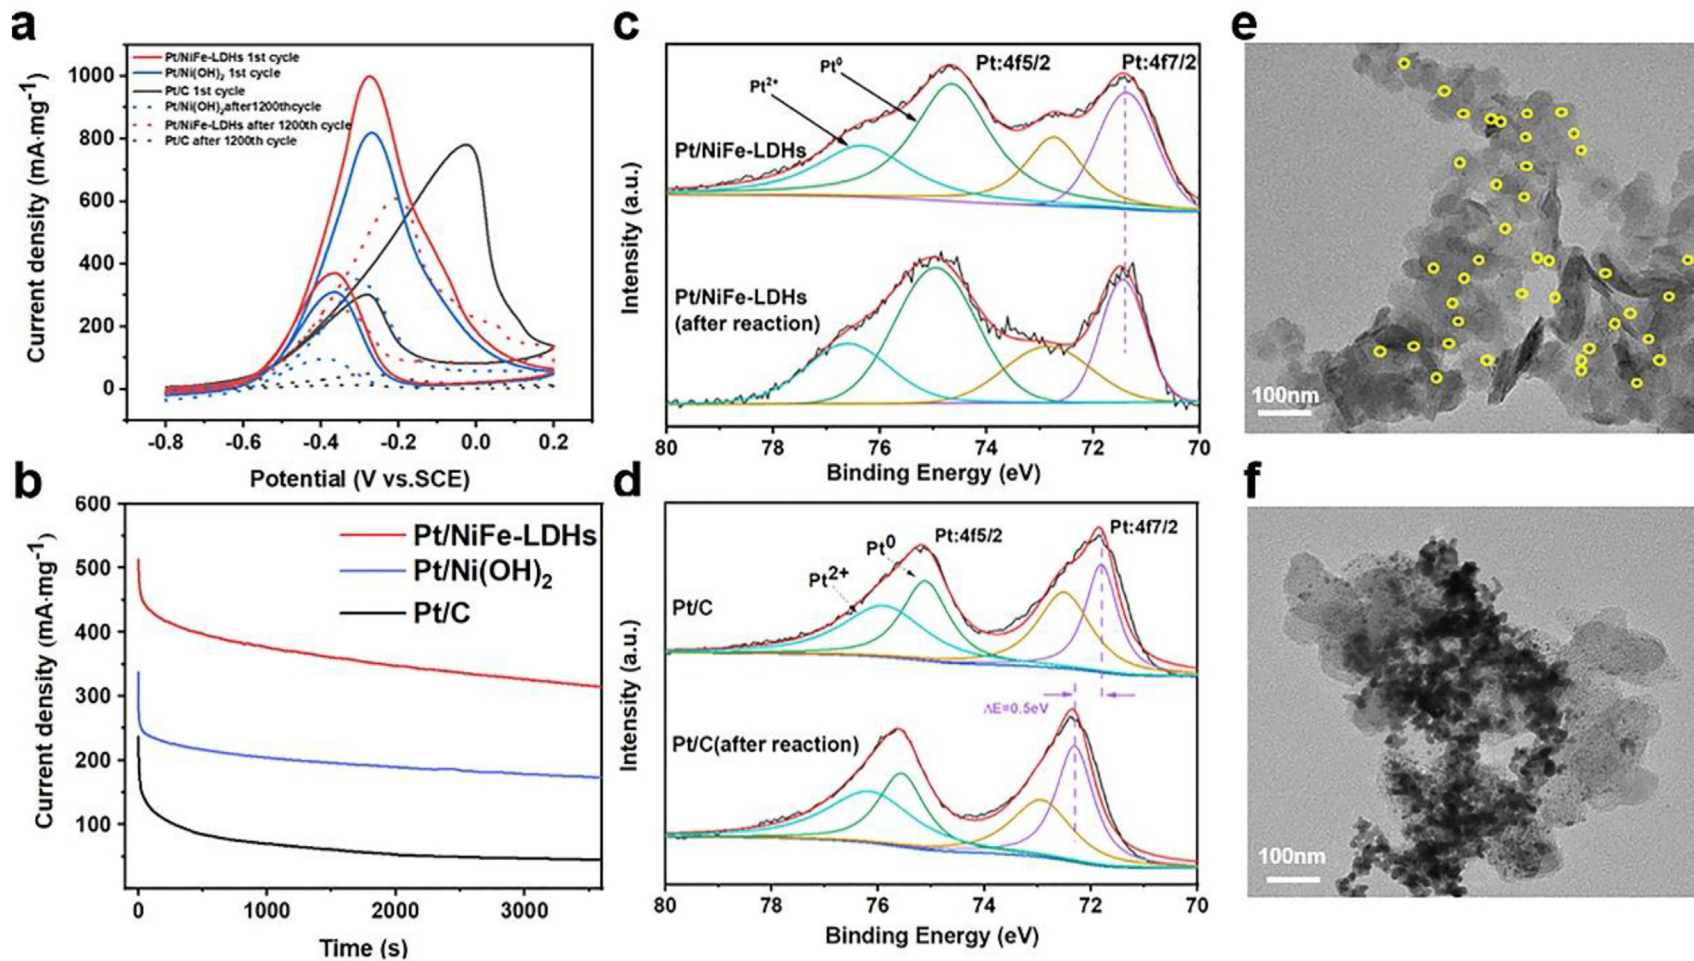 a
Current density (mA·mg⁻¹)
1000
800
600
400
200
0
Pt/NiFe-LDHs 1st cycle
Pt/Ni(OH)₂ 1st cycle
Pt/C 1st cycle
Pt/Ni(OH)₂after1200thcycle
Pt/NiFe-LDHs after 1200th cycle
Pt/C after 1200th cycle
-0.8 -0.6 -0.4 -0.2 0.0 0.2
Potential (V vs.SCE)
b
Current density (mA·mg⁻¹)
600
500
400
300
200
100
Pt/NiFe-LDHs
Pt/Ni(OH)₂
Pt/C
0 1000 2000 3000
Time (s)
c
Intensity (a.u.)
Pt²⁺
Pt⁰
Pt:4f5/2
Pt:4f7/2
Pt/NiFe-LDHs
Pt/NiFe-LDHs
(after reaction)
80 78 76 74 72 70
Binding Energy (eV)
d
Intensity (a.u.)
Pt²⁺
Pt⁰
Pt:4f5/2
Pt:4f7/2
Pt/C
ΔE=0.5eV
Pt/C(after reaction)
80 78 76 74 72 70
Binding Energy (eV)
e
100nm
f
100nm